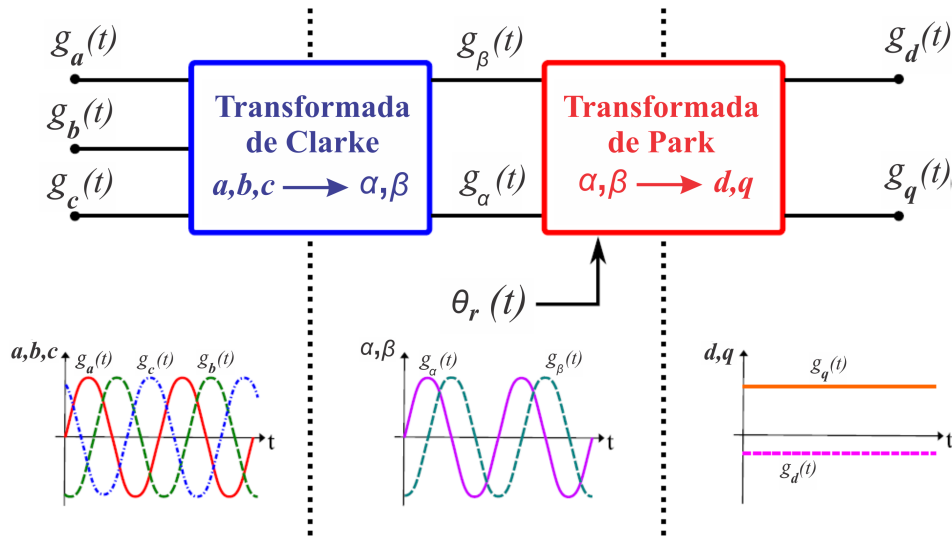 g_a(t)
g_b(t)
g_c(t)
Transformada
de Clarke
a,b,c → α,β
g_β(t)
g_α(t)
Transformada
de Park
α,β → d,q
g_d(t)
g_q(t)
θ_r(t)
a,b,c
g_a(t) g_c(t) g_b(t)
t
α,β
g_α(t) g_β(t)
t
d,q
g_q(t)
t
g_d(t)